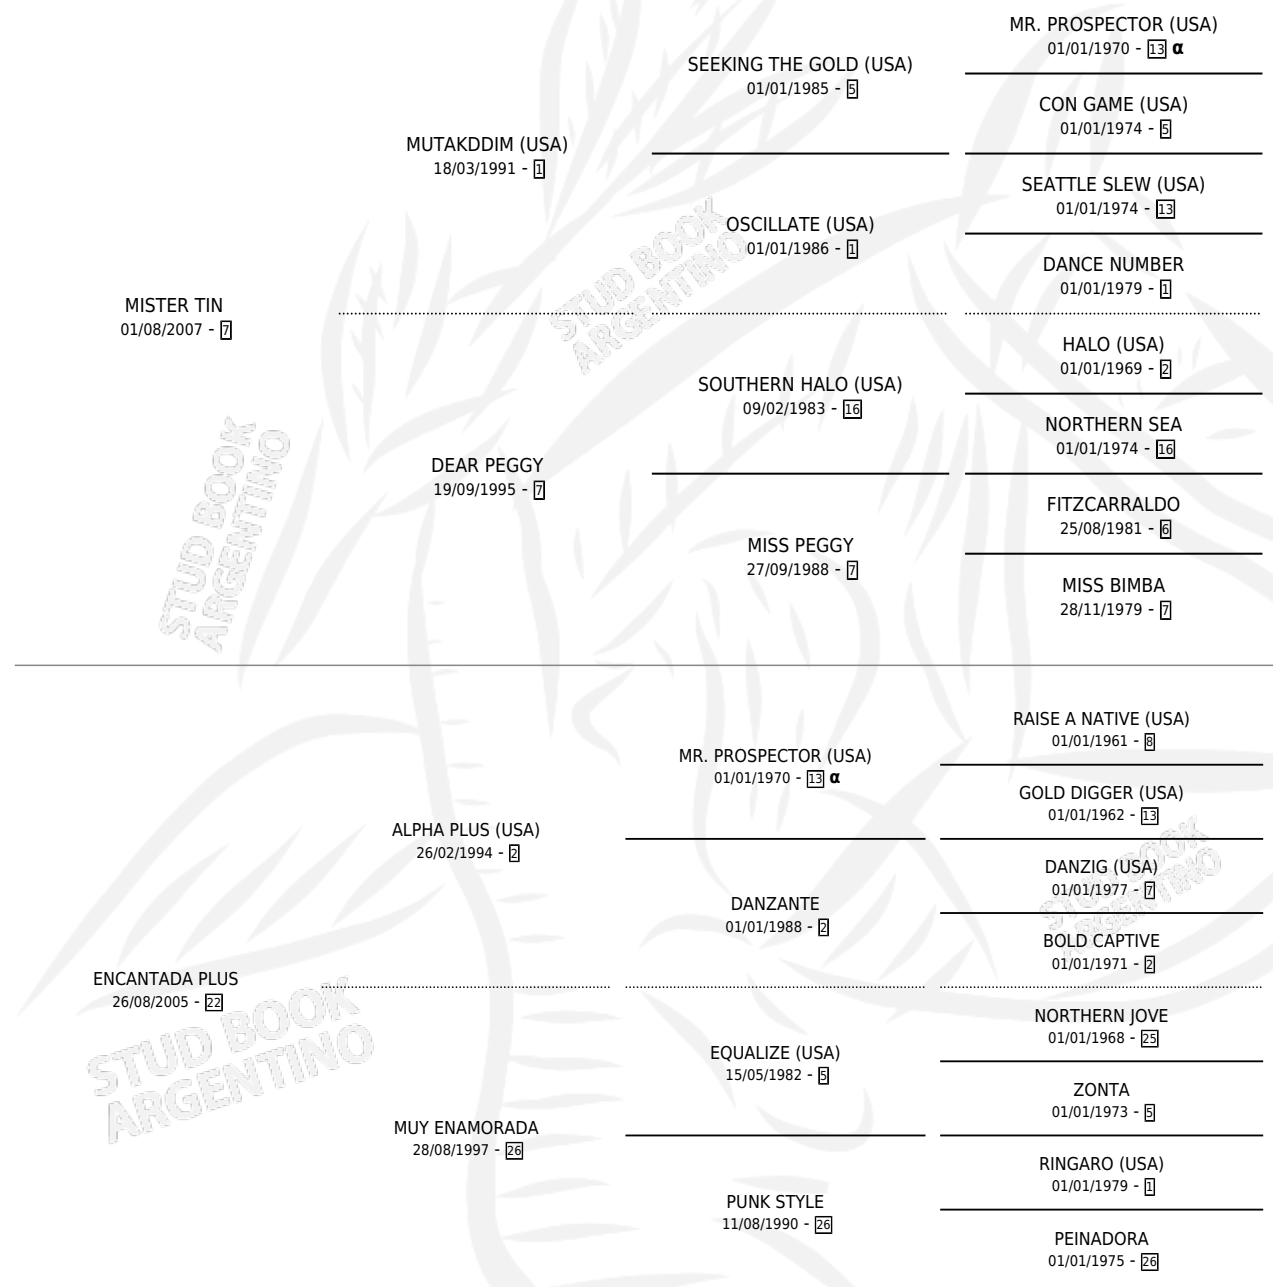 MR. PROSPECTOR (USA)
01/01/1970 - 13 α
SEEKING THE GOLD (USA)
01/01/1985 - 5
CON GAME (USA)
01/01/1974 - 5
MUTAKDDIM (USA)
18/03/1991 - 1
SEATTLE SLEW (USA)
01/01/1974 - 13
OSCILLATE (USA)
01/01/1986 - 1
DANCE NUMBER
01/01/1979 - 1
MISTER TIN
01/08/2007 - 7
HALO (USA)
01/01/1969 - 2
SOUTHERN HALO (USA)
09/02/1983 - 16
NORTHERN SEA
01/01/1974 - 16
DEAR PEGGY
19/09/1995 - 7
FITZCARRALDO
25/08/1981 - 6
MISS PEGGY
27/09/1988 - 7
MISS BIMBA
28/11/1979 - 7
STUD BOOK
ARGENTINO
STUD BOOK
ARGENTINO
RAISE A NATIVE (USA)
01/01/1961 - 8
MR. PROSPECTOR (USA)
01/01/1970 - 13 α
GOLD DIGGER (USA)
01/01/1962 - 13
ALPHA PLUS (USA)
26/02/1994 - 2
DANZIG (USA)
01/01/1977 - 7
DANZANTE
01/01/1988 - 2
BOLD CAPTIVE
01/01/1971 - 2
ENCANTADA PLUS
26/08/2005 - 22
NORTHERN JOVE
01/01/1968 - 25
EQUALIZE (USA)
15/05/1982 - 5
ZONTA
01/01/1973 - 5
MUY ENAMORADA
28/08/1997 - 26
RINGARO (USA)
01/01/1979 - 1
PUNK STYLE
11/08/1990 - 26
PEINADORA
01/01/1975 - 26
STUD BOOK
ARGENTINO
STUD BOOK
ARGENTINO